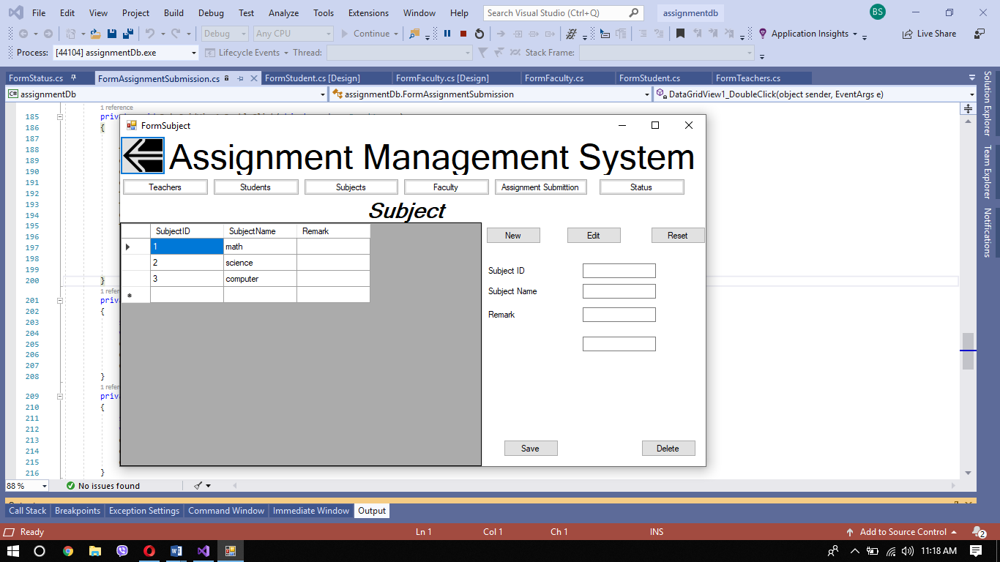 File Edit View Project Build Debug Test Analyze Tools Extensions Window Help Search Visual Studio (Ctrl+Q) assignmentdb BS
Debug Any CPU Continue Application Insights Live Share
Process: [44104] assignmentDb.exe Lifecycle Events Thread: Stack Frame:
FormStatus.cs FormAssignmentSubmission.cs FormStudent.cs [Design] FormFaculty.cs [Design] FormFaculty.cs FormStudent.cs FormTeachers.cs
C# assignmentDb assignmentDb.FormAssignmentSubmission DataGridView1_DoubleClick(object sender, EventArgs e)
Solution Explorer
Team Explorer
Notifications
1 reference
185 priv
186 {
187
188
189
190
191
192
193
194
195
196
197
198
199
200 }
1 refer
201 priva
202 {
203
204
205
206
207
208 }
1 refer
209 priva
210 {
211
212
213
214
215
216 }
FormSubject
Assignment Management System
Teachers Students Subjects Faculty Assignment Submittion Status
Subject
SubjectID SubjectName Remark
1 math
2 science
3 computer
*
New Edit Reset
Subject ID
Subject Name
Remark
Save Delete
88 % No issues found
Call Stack Breakpoints Exception Settings Command Window Immediate Window Output
Ready Ln 1 Col 1 Ch 1 INS Add to Source Control 2
11:18 AM